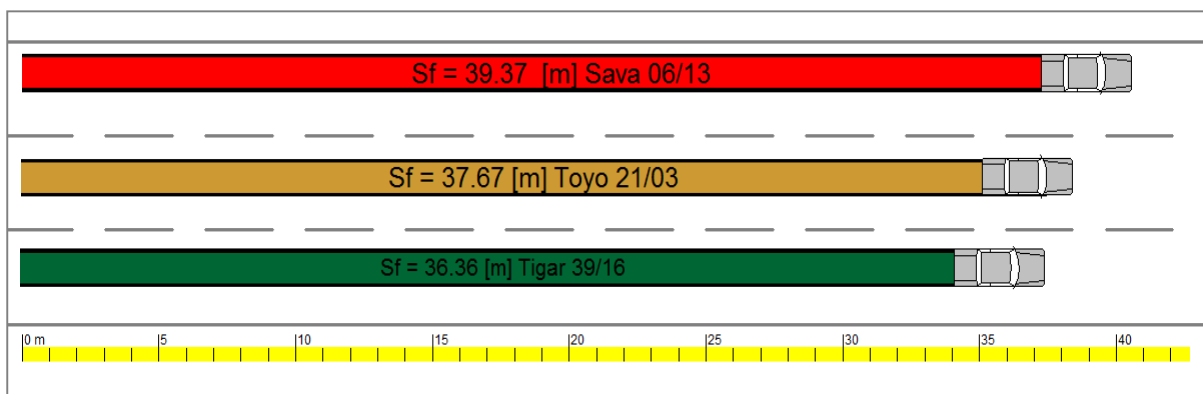 Sf = 39.37  [m] Sava 06/13
Sf = 37.67 [m] Toyo 21/03
Sf = 36.36 [m] Tigar 39/16
0 m 5 10 15 20 25 30 35 40